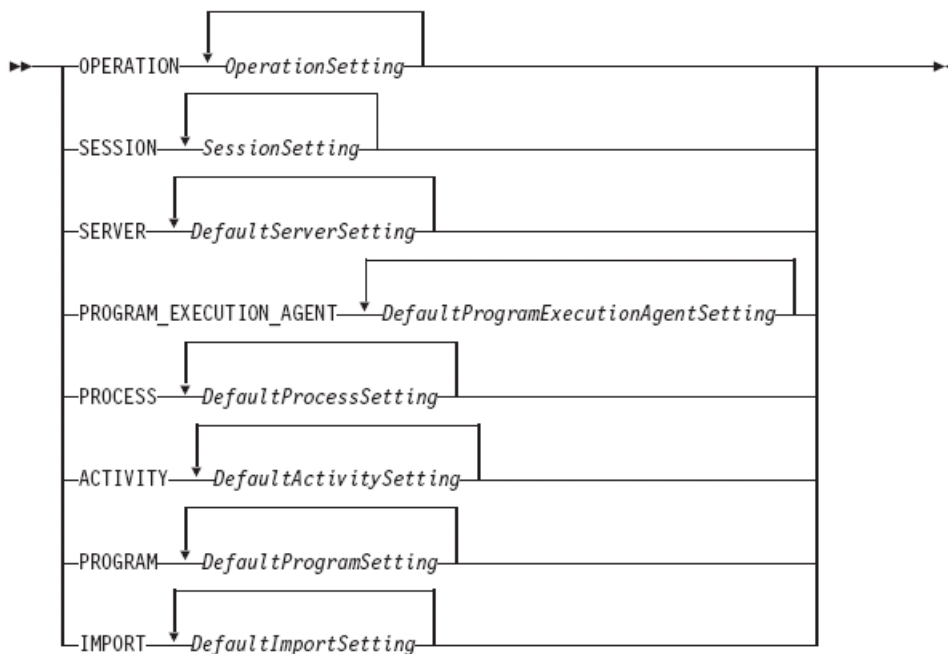 OPERATION OperationSetting
SESSION SessionSetting
SERVER DefaultServerSetting
PROGRAM_EXECUTION_AGENT DefaultProgramExecutionAgentSetting
PROCESS DefaultProcessSetting
ACTIVITY DefaultActivitySetting
PROGRAM DefaultProgramSetting
IMPORT DefaultImportSetting